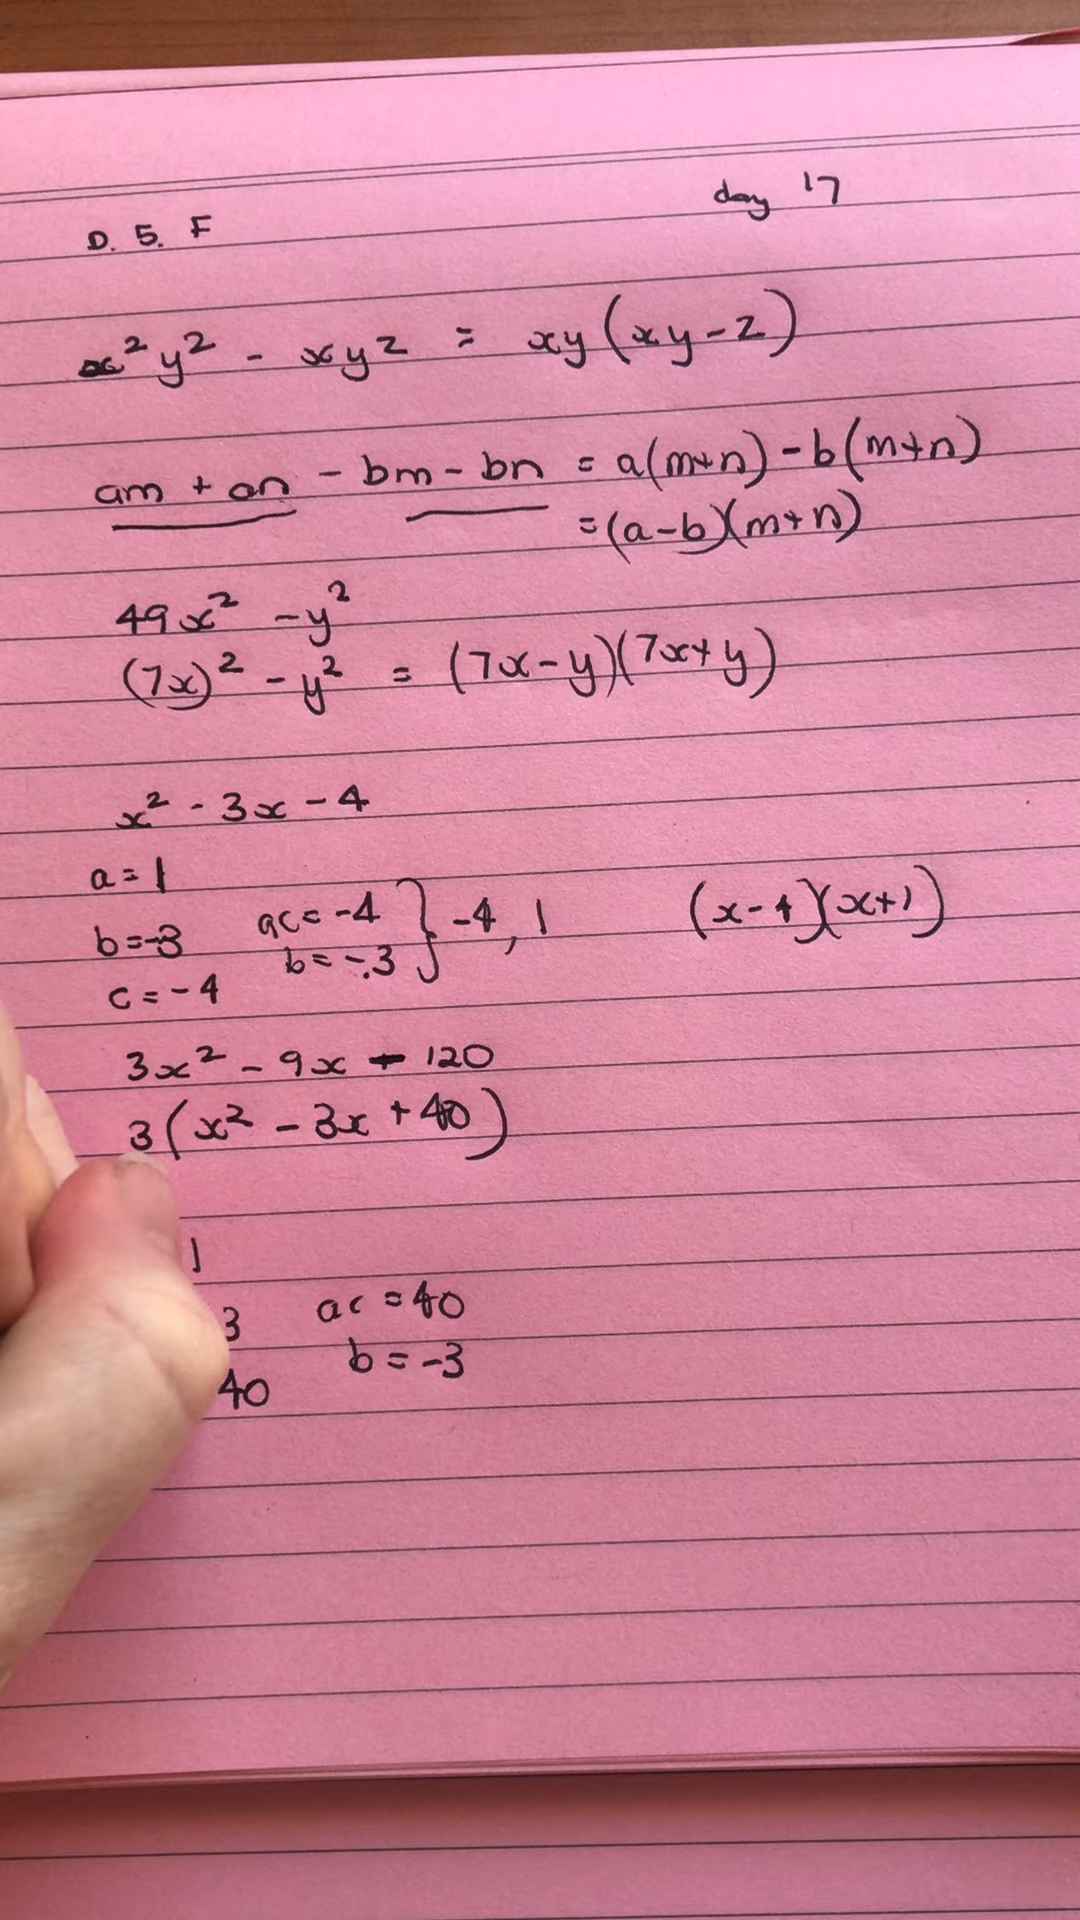 D. 5. F
day 17
x²y² - xyz = xy(xy-z)
am + an - bm - bn = a(m+n) - b(m+n)
= (a-b)(m+n)
49x² - y²
(7x)² - y² = (7x-y)(7x+y)
x² - 3x - 4
a = 1
b = -3 ac = -4 } -4, 1 (x-4)(x+1)
b = -3
c = -4
3x² - 9x - 120
3(x² - 3x + 40)
1
3 ac = 40
b = -3
40